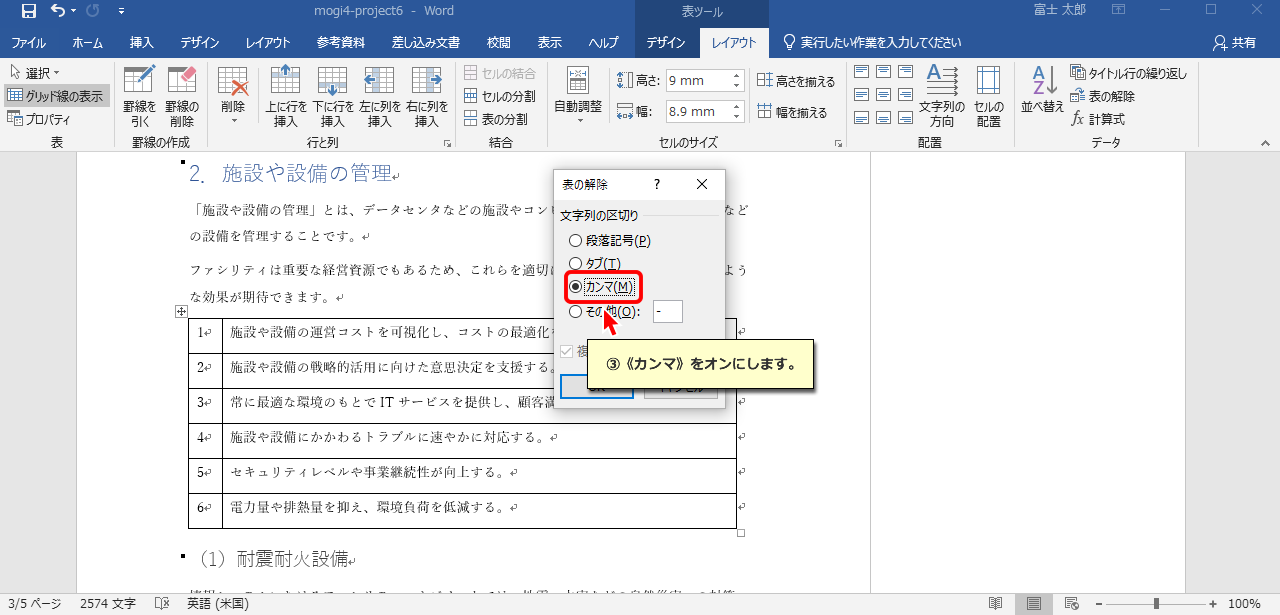 mogi4-project6 - Word
表ツール
富士 太郎
ファイル ホーム 挿入 デザイン レイアウト 参考資料 差し込み文書 校閲 表示 ヘルプ デザイン レイアウト 実行したい作業を入力してください 共有
選択
グリッド線の表示
プロパティ
表
罫線を引く
罫線の削除
罫線の作成
削除
上に行を挿入
下に行を挿入
左に列を挿入
右に列を挿入
行と列
セルの結合
セルの分割
表の分割
結合
自動調整
高さ: 9 mm
幅: 8.9 mm
高さを揃える
幅を揃える
セルのサイズ
文字列の方向
セルの配置
配置
並べ替え
タイトル行の繰り返し
表の解除
fx 計算式
データ
2. 施設や設備の管理
「施設や設備の管理」とは、データセンタなどの施設やコン
など
の設備を管理することです。
ファシリティは重要な経営資源でもあるため、これらを適切に
よう
な効果が期待できます。
1 施設や設備の運営コストを可視化し、コストの最適化
2 施設や設備の戦略的活用に向けた意思決定を支援する。
3 常に最適な環境のもとで IT サービスを提供し、顧客満
4 施設や設備にかかわるトラブルに速やかに対応する。
5 セキュリティレベルや事業継続性が向上する。
6 電力量や排熱量を抑え、環境負荷を低減する。
(1) 耐震耐火設備
表の解除 ?
文字列の区切り
段落記号(P)
タブ(T)
カンマ(M)
その他(O): -
複
③《カンマ》をオンにします。
3/5 ページ 2574 文字 英語 (米国) 100%